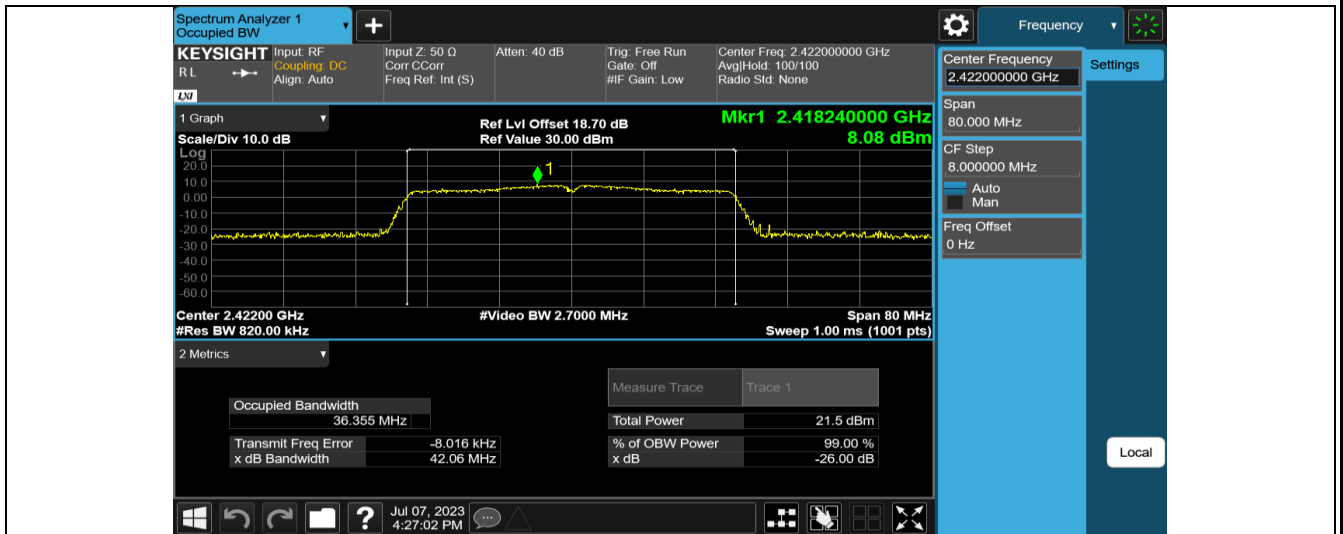 Spectrum Analyzer 1
Occupied BW
Frequency
KEYSIGHT
R L
LXI
Input: RF
Coupling: DC
Align: Auto
Input Z: 50 Ω
Corr CCorr
Freq Ref: Int (S)
Atten: 40 dB
Trig: Free Run
Gate: Off
#IF Gain: Low
Center Freq: 2.422000000 GHz
Avg|Hold: 100/100
Radio Std: None
Center Frequency
2.422000000 GHz
Settings
Span
80.000 MHz
CF Step
8.000000 MHz
Auto
Man
Freq Offset
0 Hz
1 Graph
Scale/Div 10.0 dB
Ref Lvl Offset 18.70 dB
Ref Value 30.00 dBm
Mkr1 2.418240000 GHz
8.08 dBm
Log
20.0
10.0
0.00
-10.0
-20.0
-30.0
-40.0
-50.0
-60.0
1
Center 2.42200 GHz
#Res BW 820.00 kHz
#Video BW 2.7000 MHz
Span 80 MHz
Sweep 1.00 ms (1001 pts)
2 Metrics
Measure Trace Trace 1
Occupied Bandwidth
36.355 MHz
Total Power 21.5 dBm
Transmit Freq Error -8.016 kHz
% of OBW Power 99.00 %
x dB Bandwidth 42.06 MHz
x dB -26.00 dB
Local
?
Jul 07, 2023
4:27:02 PM